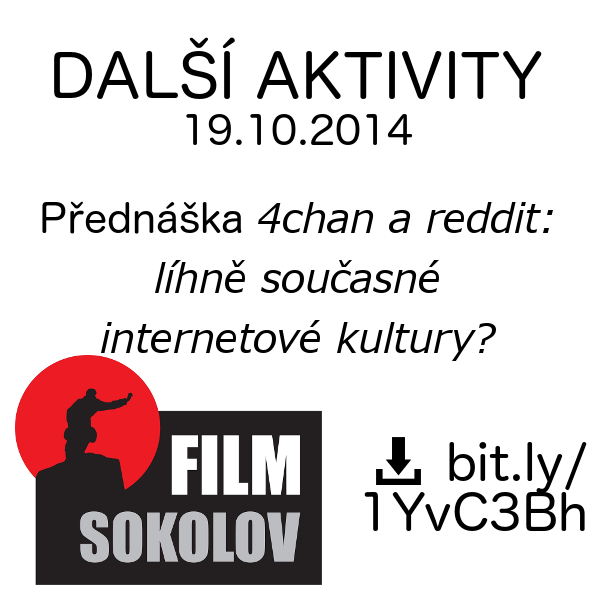 DALŠÍ AKTIVITY
19.10.2014
Přednáška 4chan a reddit:
líhně současné
internetové kultury?
FILM
SOKOLOV
bit.ly/
1YvC3Bh